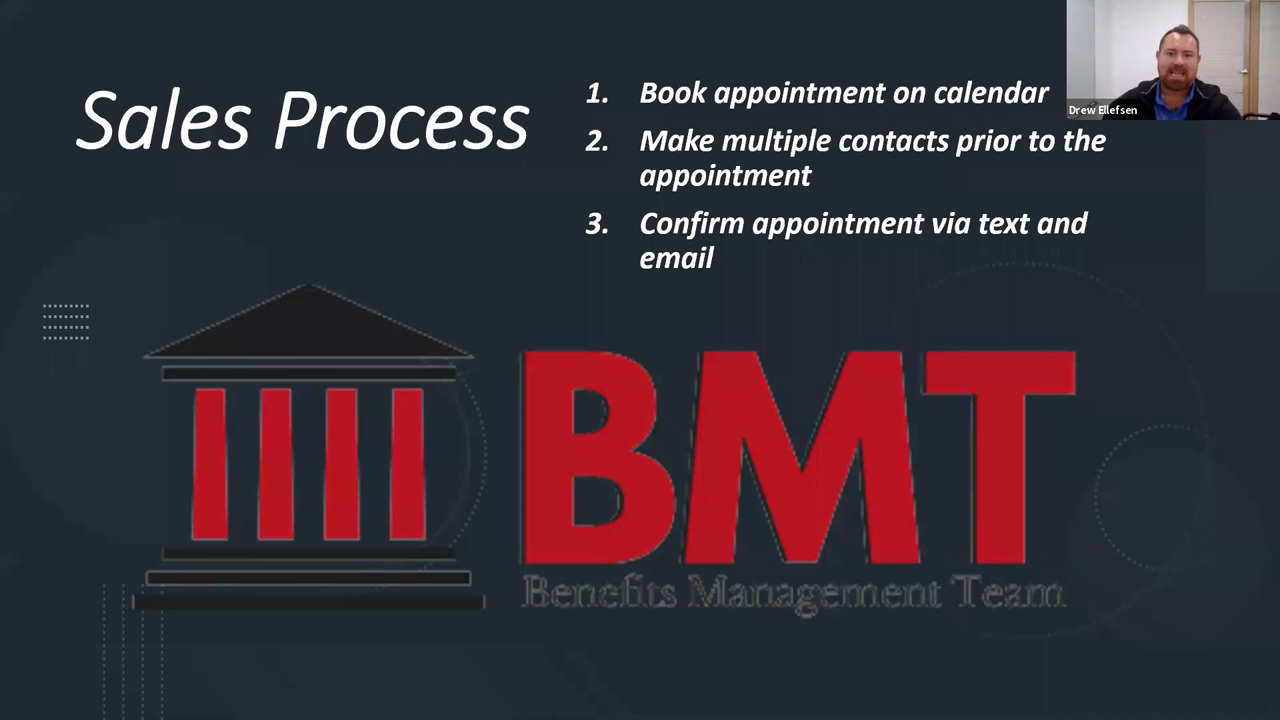 Sales Process
1. Book appointment on calendar
2. Make multiple contacts prior to the
appointment
3. Confirm appointment via text and
email
Drew Ellefsen
BMT
Benefits Management Team